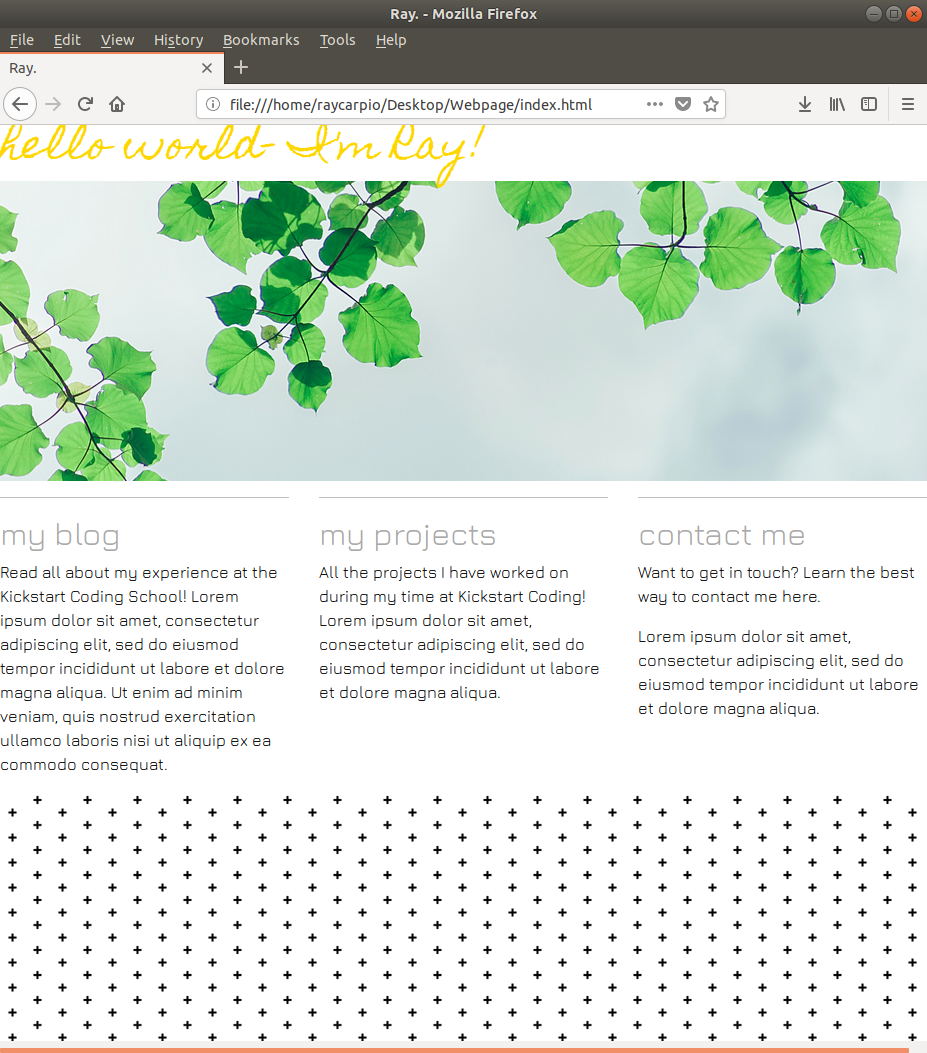 Ray. - Mozilla Firefox
File Edit View History Bookmarks Tools Help
Ray.
file:///home/raycarpio/Desktop/Webpage/index.html
hello world- I'm Ray!
my blog
Read all about my experience at the
Kickstart Coding School! Lorem
ipsum dolor sit amet, consectetur
adipiscing elit, sed do eiusmod
tempor incididunt ut labore et dolore
magna aliqua. Ut enim ad minim
veniam, quis nostrud exercitation
ullamco laboris nisi ut aliquip ex ea
commodo consequat.
my projects
All the projects I have worked on
during my time at Kickstart Coding!
Lorem ipsum dolor sit amet,
consectetur adipiscing elit, sed do
eiusmod tempor incididunt ut labore
et dolore magna aliqua.
contact me
Want to get in touch? Learn the best
way to contact me here.
Lorem ipsum dolor sit amet,
consectetur adipiscing elit, sed do
eiusmod tempor incididunt ut labore
et dolore magna aliqua.